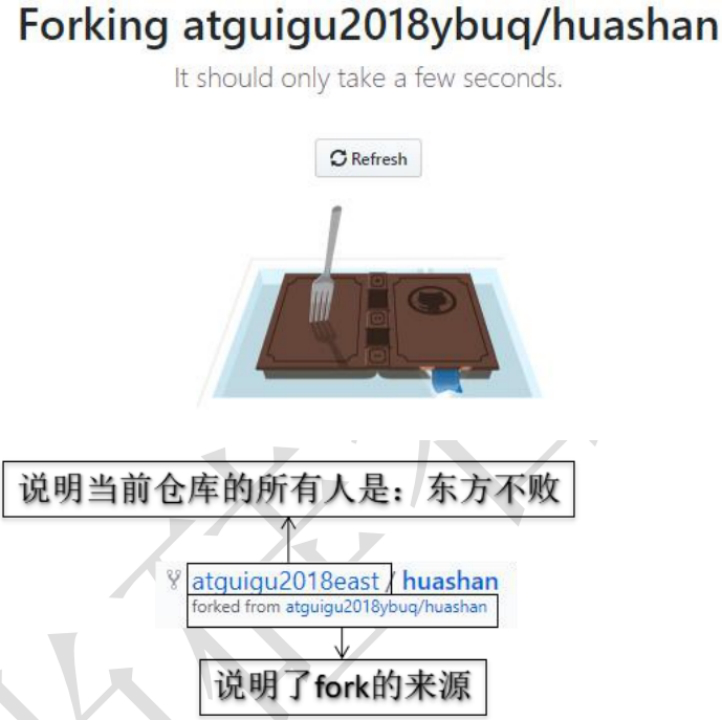 Forking atguigu2018ybuq/huashan
It should only take a few seconds.
Refresh
说明当前仓库的所有人是：东方不败
atguigu2018east / huashan
forked from atguigu2018ybuq/huashan
说明了fork的来源